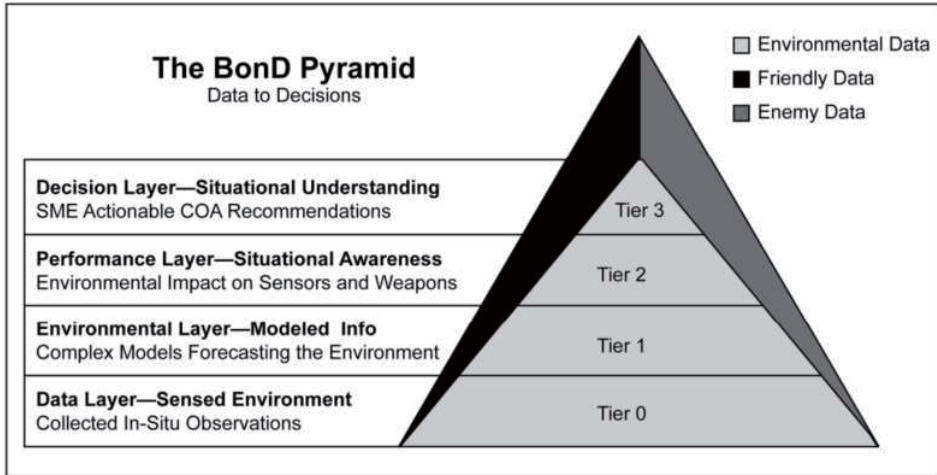 The BonD Pyramid
Data to Decisions
Environmental Data
Friendly Data
Enemy Data
Decision Layer—Situational Understanding
SME Actionable COA Recommendations
Tier 3
Performance Layer—Situational Awareness
Environmental Impact on Sensors and Weapons
Tier 2
Environmental Layer—Modeled Info
Complex Models Forecasting the Environment
Tier 1
Data Layer—Sensed Environment
Collected In-Situ Observations
Tier 0